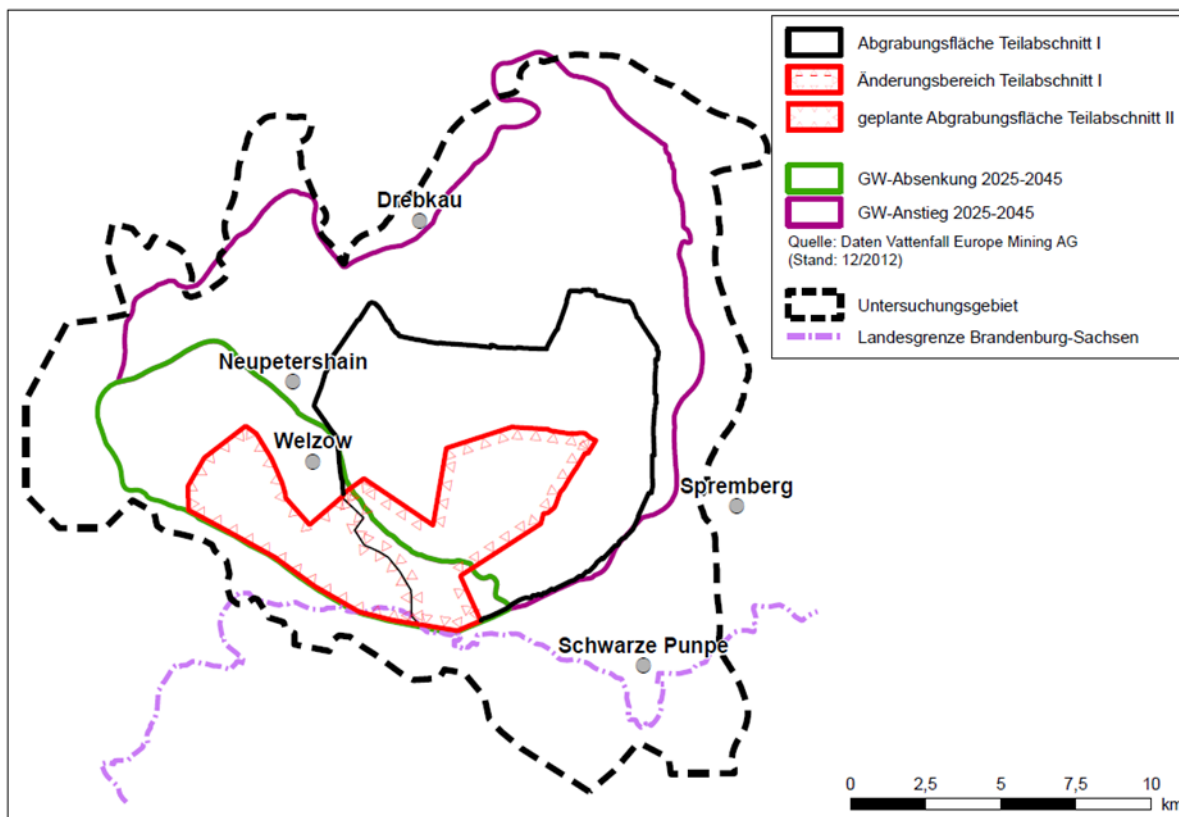 Abgrabungsfläche Teilabschnitt I
Änderungsbereich Teilabschnitt I
geplante Abgrabungsfläche Teilabschnitt II
GW-Absenkung 2025-2045
GW-Anstieg 2025-2045
Quelle: Daten Vattenfall Europe Mining AG
(Stand: 12/2012)
Untersuchungsgebiet
Landesgrenze Brandenburg-Sachsen
Drebkau
Neupetershain
Welzow
Spremberg
Schwarze Punpe
0 2,5 5 7,5 10
km